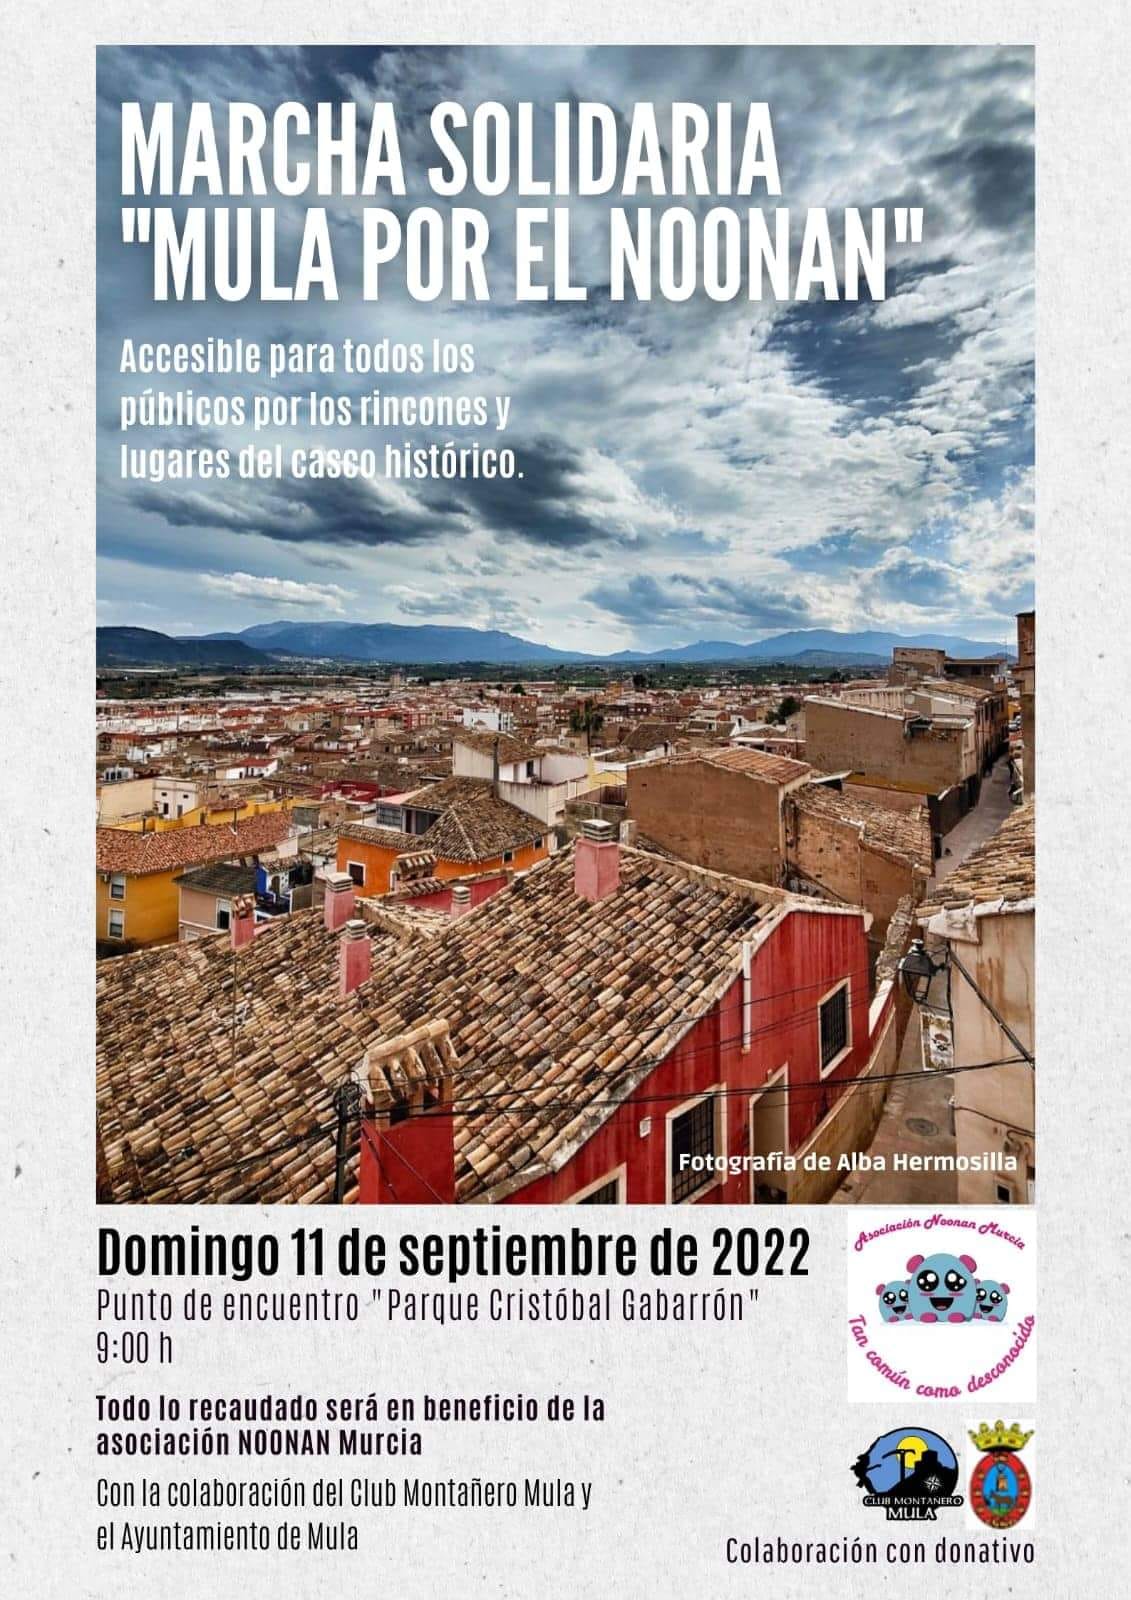 MARCHA SOLIDARIA
"MULA POR EL NOONAN"
Accesible para todos los
públicos por los rincones y
lugares del casco histórico.
Fotografía de Alba Hermosilla
Domingo 11 de septiembre de 2022
Punto de encuentro "Parque Cristóbal Gabarrón"
9:00 h
Todo lo recaudado será en beneficio de la
asociación NOONAN Murcia
Con la colaboración del Club Montañero Mula y
el Ayuntamiento de Mula
Asociación Noonan Murcia
Tan común como desconocido
CLUB MONTAÑERO
MULA
Colaboración con donativo